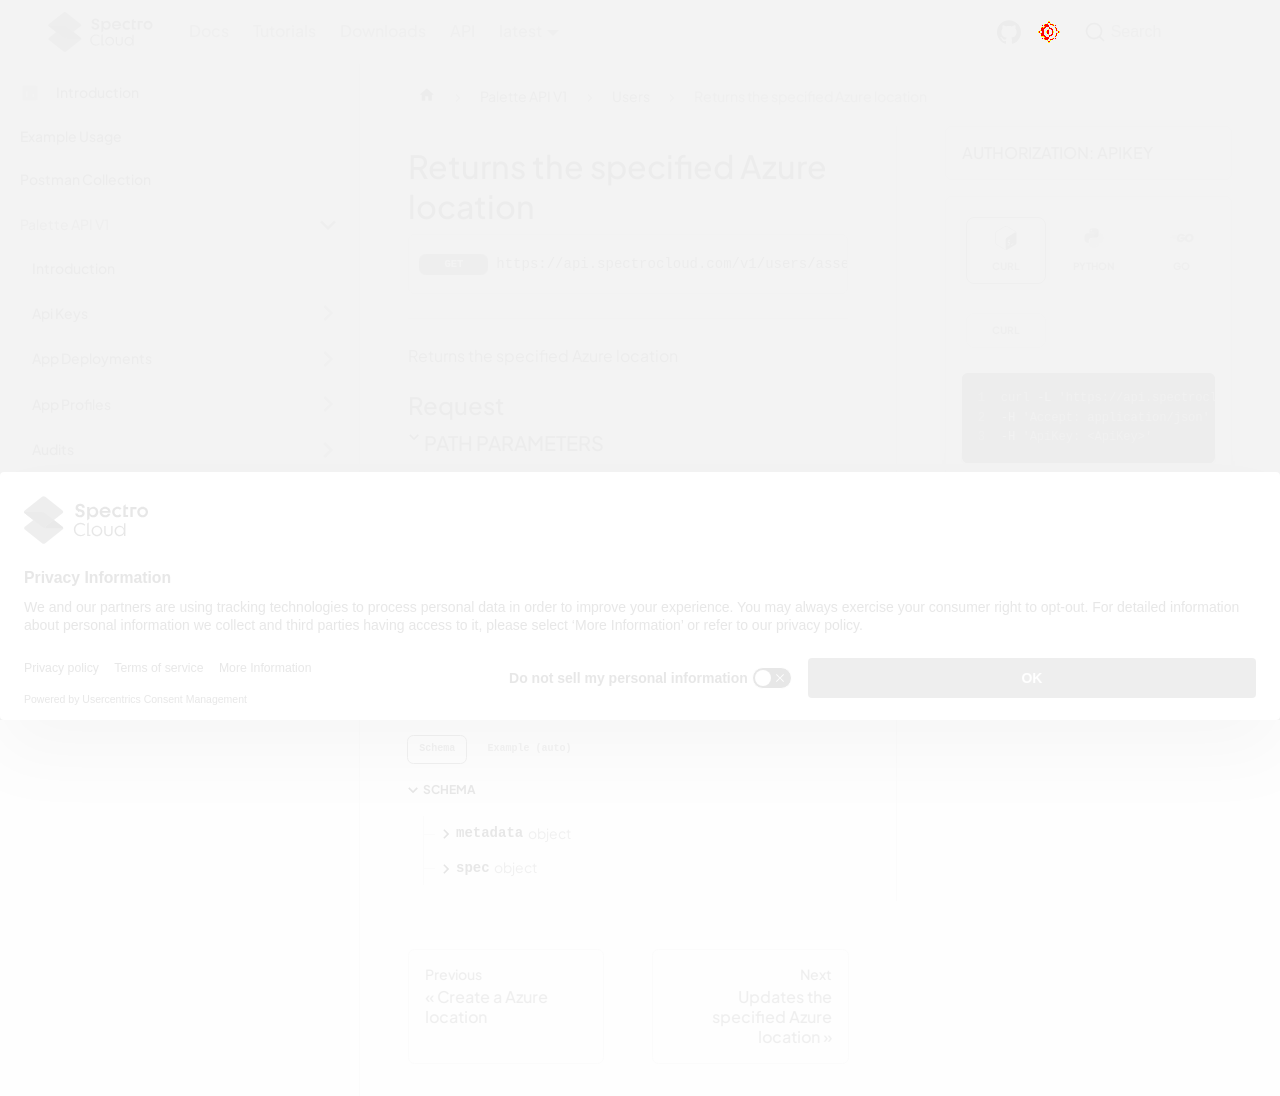 Spectro Cloud
Docs Tutorials Downloads API latest
Search
Introduction
Example Usage
Postman Collection
Palette API V1
Introduction
Api Keys
App Deployments
App Profiles
Audits
Palette API V1
Users
Returns the specified Azure location
Returns the specified Azure
location
GET https://api.spectrocloud.com/v1/users/asse
Returns the specified Azure location
Request
PATH PARAMETERS
AUTHORIZATION: APIKEY
CURL PYTHON GO
CURL
Spectro
Cloud
Privacy Information
We and our partners are using tracking technologies to process personal data in order to improve your experience. You may always exercise your consumer right to opt-out. For detailed information
about personal information we collect and third parties having access to it, please select ‘More Information’ or refer to our privacy policy.
Privacy policy Terms of service More Information
Do not sell my personal information
OK
Powered by Usercentrics Consent Management
Schema Example (auto)
SCHEMA
metadata object
spec object
Previous
« Create a Azure
location
Next
Updates the
specified Azure
location »